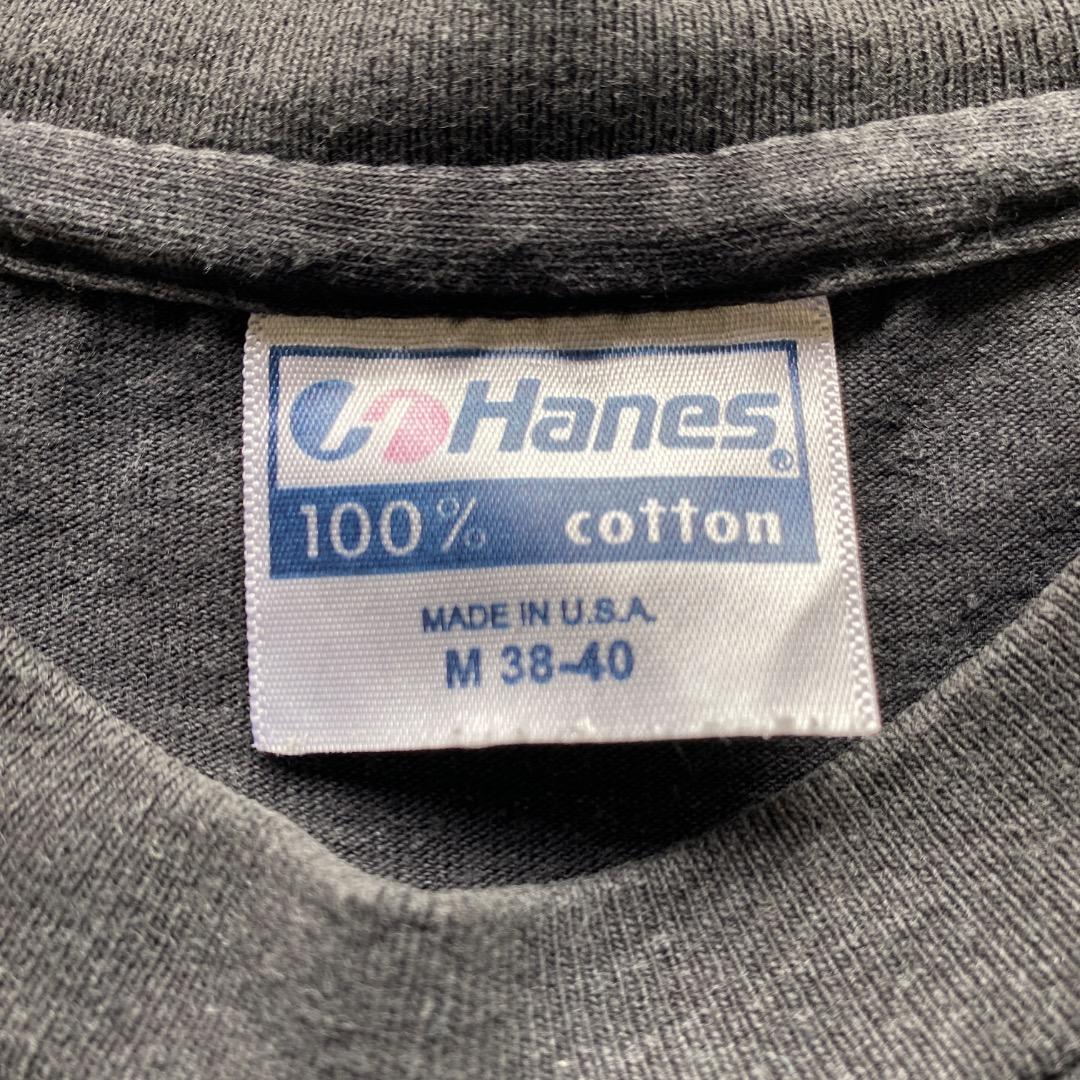 Hanes®
100% cotton
MADE IN U.S.A.
M 38-40